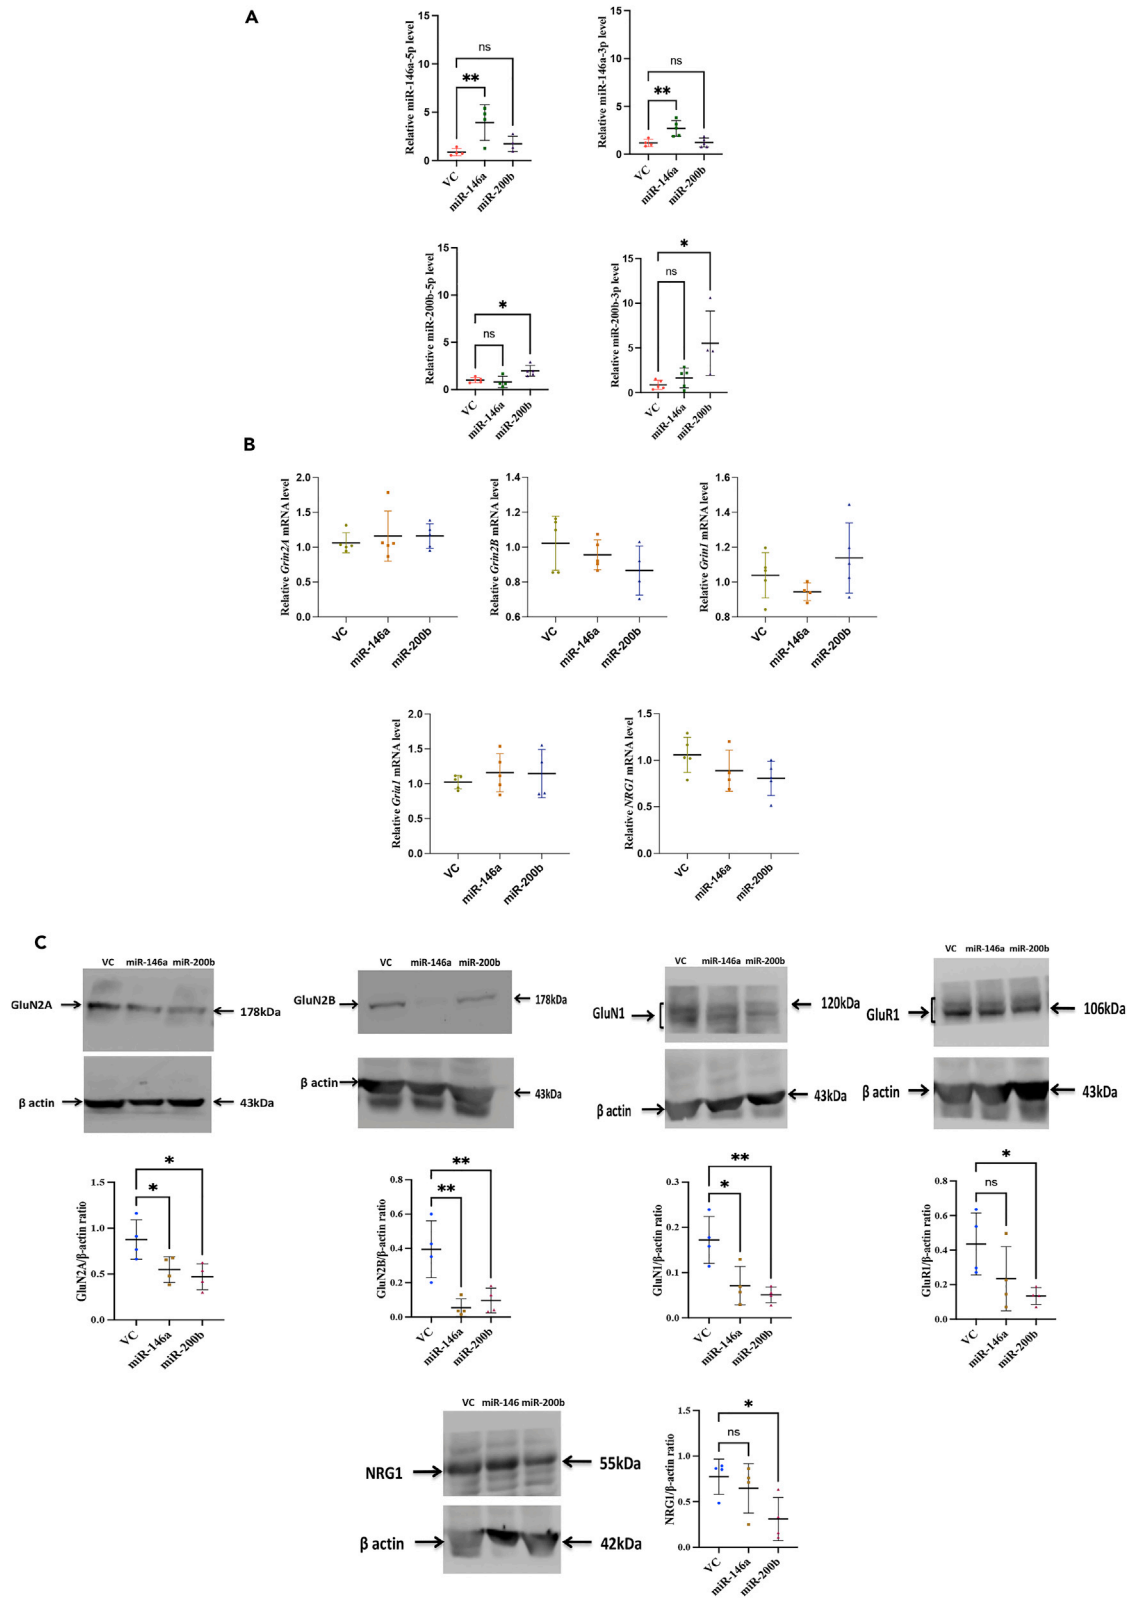 A
Relative miR-146a-5p level
15
10
5
0
ns
**
VC
miR-146a
miR-200b
Relative miR-146a-3p level
15
10
5
0
ns
**
VC
miR-146a
miR-200b
Relative miR-200b-5p level
15
10
5
0
*
ns
VC
miR-146a
miR-200b
Relative miR-200b-3p level
15
10
5
0
*
ns
VC
miR-146a
miR-200b
B
Relative Grin2A mRNA level
2.0
1.5
1.0
0.5
0.0
VC
miR-146a
miR-200b
Relative Grin2B mRNA level
1.4
1.2
1.0
0.8
0.6
VC
miR-146a
miR-200b
Relative Grin1 mRNA level
1.6
1.4
1.2
1.0
0.8
VC
miR-146a
miR-200b
Relative Gria1 mRNA level
2.0
1.5
1.0
0.5
0.0
VC
miR-146a
miR-200b
Relative NRG1 mRNA level
1.5
1.0
0.5
0.0
VC
miR-146a
miR-200b
C
VC miR-146a miR-200b
GluN2A
178kDa
β actin
43kDa
VC miR-146a miR-200b
GluN2B
178kDa
β actin
43kDa
VC miR-146a miR-200b
GluN1
120kDa
β actin
43kDa
VC miR-146a miR-200b
GluR1
106kDa
β actin
43kDa
GluN2A/β-actin ratio
1.5
1.0
0.5
0.0
*
*
VC
miR-146a
miR-200b
GluN2B/β-actin ratio
0.8
0.6
0.4
0.2
0.0
**
**
VC
miR-146a
miR-200b
GluN1/β-actin ratio
0.3
0.2
0.1
0.0
**
*
VC
miR-146a
miR-200b
GluR1/β-actin ratio
0.8
0.6
0.4
0.2
0.0
*
ns
VC
miR-146a
miR-200b
VC miR-146 miR-200b
NRG1
55kDa
β actin
42kDa
NRG1/β-actin ratio
1.5
1.0
0.5
0.0
*
ns
VC
miR-146a
miR-200b